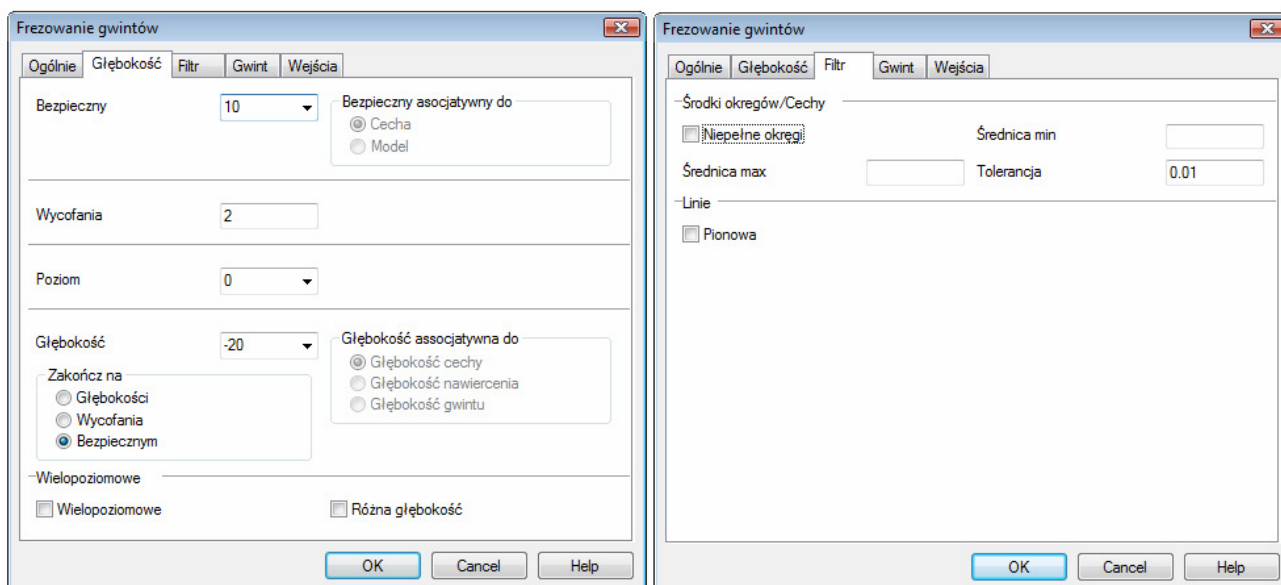 Frezowanie gwintów
Ogólnie Głębokość Filtr Gwint Wejścia
Bezpieczny 10
Bezpieczny asocjatywny do
Cecha
Model
Wycofania 2
Poziom 0
Głębokość -20
Głębokość assocjatywna do
Głębokość cechy
Głębokość nawiercenia
Głębokość gwintu
Zakończ na
Głębokości
Wycofania
Bezpiecznym
Wielopoziomowe
Wielopoziomowe Różna głębokość
OK Cancel Help
Frezowanie gwintów
Ogólnie Głębokość Filtr Gwint Wejścia
Środki okręgów/Cechy
Niepełne okręgi Średnica min
Średnica max Tolerancja 0.01
Linie
Pionowa
OK Cancel Help